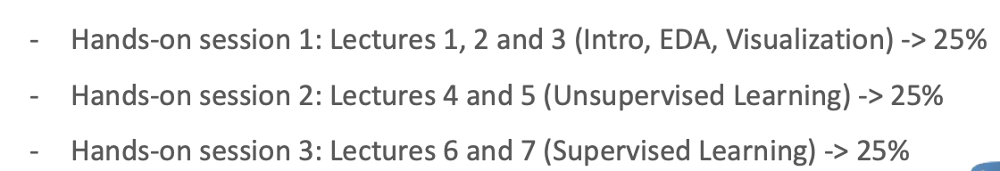 - Hands-on session 1: Lectures 1, 2 and 3 (Intro, EDA, Visualization) -> 25%
- Hands-on session 2: Lectures 4 and 5 (Unsupervised Learning) -> 25%
- Hands-on session 3: Lectures 6 and 7 (Supervised Learning) -> 25%